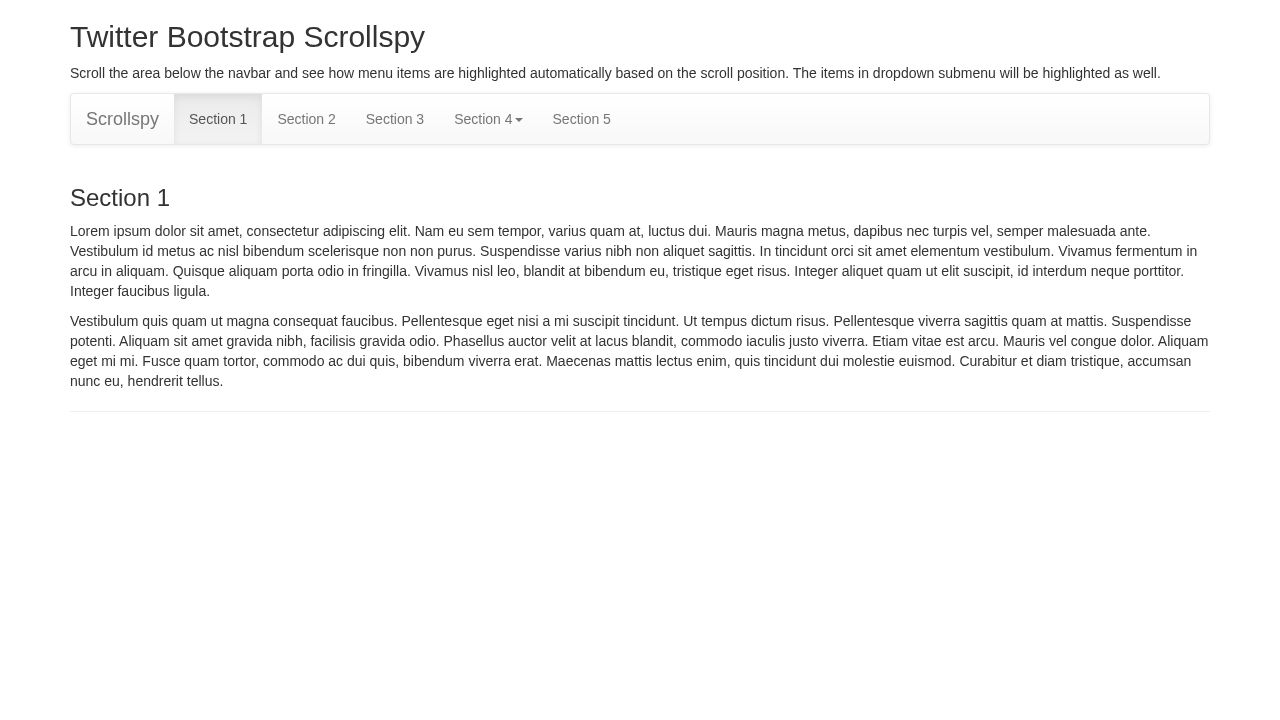 Twitter Bootstrap Scrollspy
Scroll the area below the navbar and see how menu items are highlighted automatically based on the scroll position. The items in dropdown submenu will be highlighted as well.
Scrollspy Section 1 Section 2 Section 3 Section 4 Section 5
Section 1
Lorem ipsum dolor sit amet, consectetur adipiscing elit. Nam eu sem tempor, varius quam at, luctus dui. Mauris magna metus, dapibus nec turpis vel, semper malesuada ante.
Vestibulum id metus ac nisl bibendum scelerisque non non purus. Suspendisse varius nibh non aliquet sagittis. In tincidunt orci sit amet elementum vestibulum. Vivamus fermentum in
arcu in aliquam. Quisque aliquam porta odio in fringilla. Vivamus nisl leo, blandit at bibendum eu, tristique eget risus. Integer aliquet quam ut elit suscipit, id interdum neque porttitor.
Integer faucibus ligula.
Vestibulum quis quam ut magna consequat faucibus. Pellentesque eget nisi a mi suscipit tincidunt. Ut tempus dictum risus. Pellentesque viverra sagittis quam at mattis. Suspendisse
potenti. Aliquam sit amet gravida nibh, facilisis gravida odio. Phasellus auctor velit at lacus blandit, commodo iaculis justo viverra. Etiam vitae est arcu. Mauris vel congue dolor. Aliquam
eget mi mi. Fusce quam tortor, commodo ac dui quis, bibendum viverra erat. Maecenas mattis lectus enim, quis tincidunt dui molestie euismod. Curabitur et diam tristique, accumsan
nunc eu, hendrerit tellus.